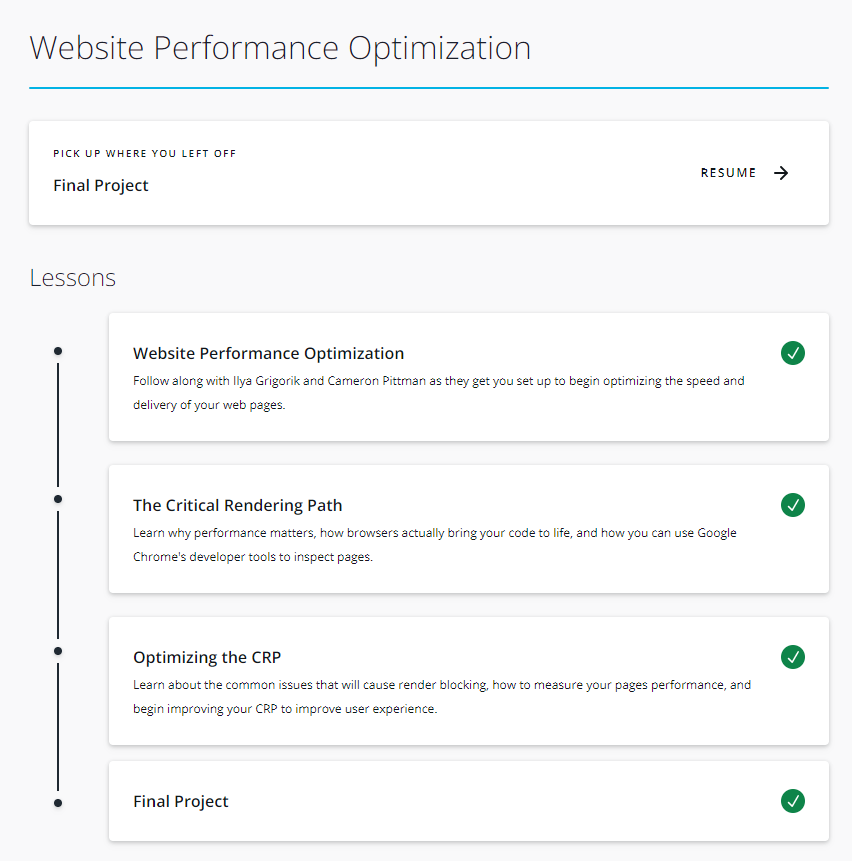 Website Performance Optimization
PICK UP WHERE YOU LEFT OFF
Final Project
RESUME
Lessons
Website Performance Optimization
Follow along with Ilya Grigorik and Cameron Pittman as they get you set up to begin optimizing the speed and
delivery of your web pages.
The Critical Rendering Path
Learn why performance matters, how browsers actually bring your code to life, and how you can use Google
Chrome's developer tools to inspect pages.
Optimizing the CRP
Learn about the common issues that will cause render blocking, how to measure your pages performance, and
begin improving your CRP to improve user experience.
Final Project